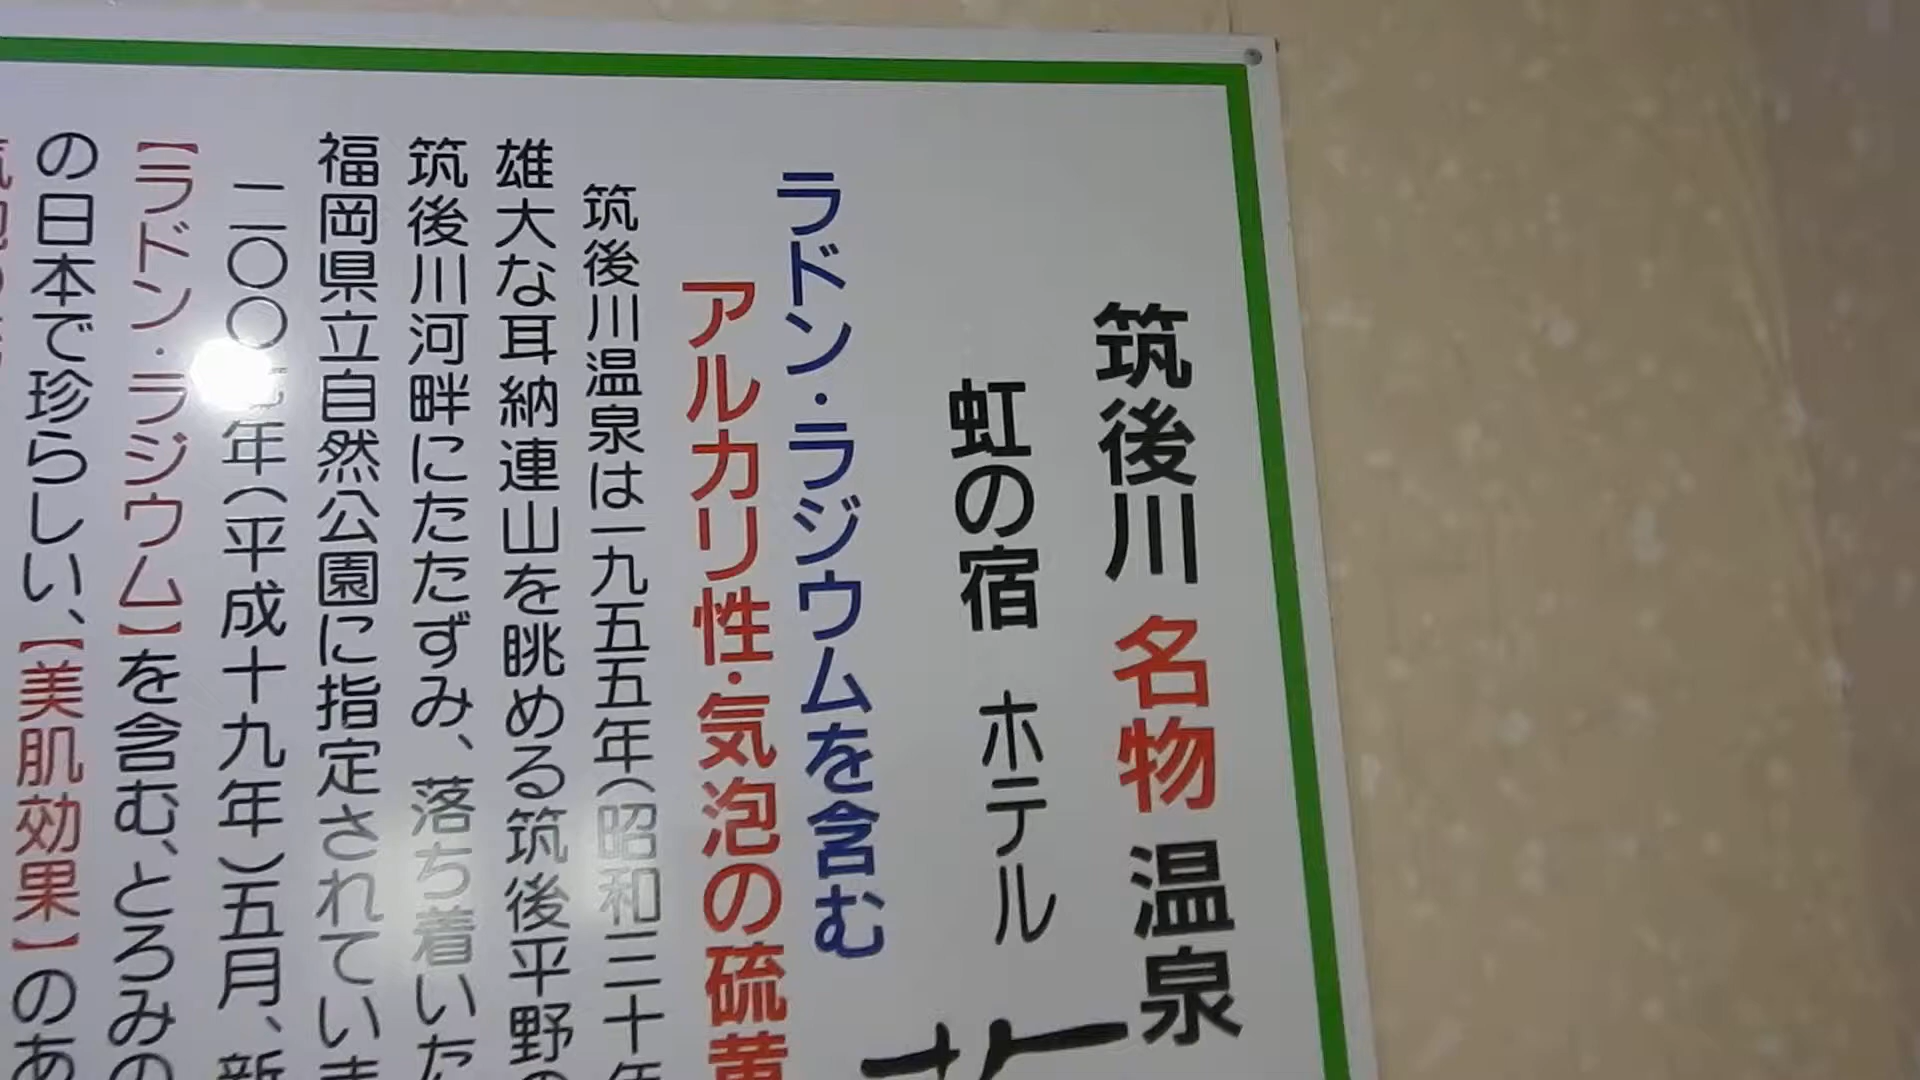 筑後川 名物 温泉
虹の宿 ホテル
ラドン・ラジウムを含む
アルカリ性・気泡の硫黄
筑後川温泉は一九五五年(昭和三十年
雄大な耳納連山を眺める筑後平野の
筑後川河畔にたたずみ、落ち着いた
福岡県立自然公園に指定されていま
二〇〇 年(平成十九年)五月、新
【ラドン・ラジウム】を含む、とろみの
の日本で珍らしい、【美肌効果】のあ